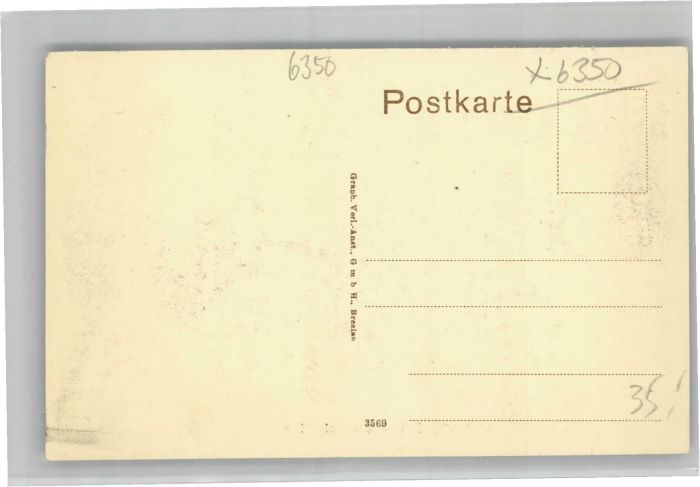 6350
x 6350
Postkarte
Graph. Verl.-Anst., G m b H., Breslau
35,
3569